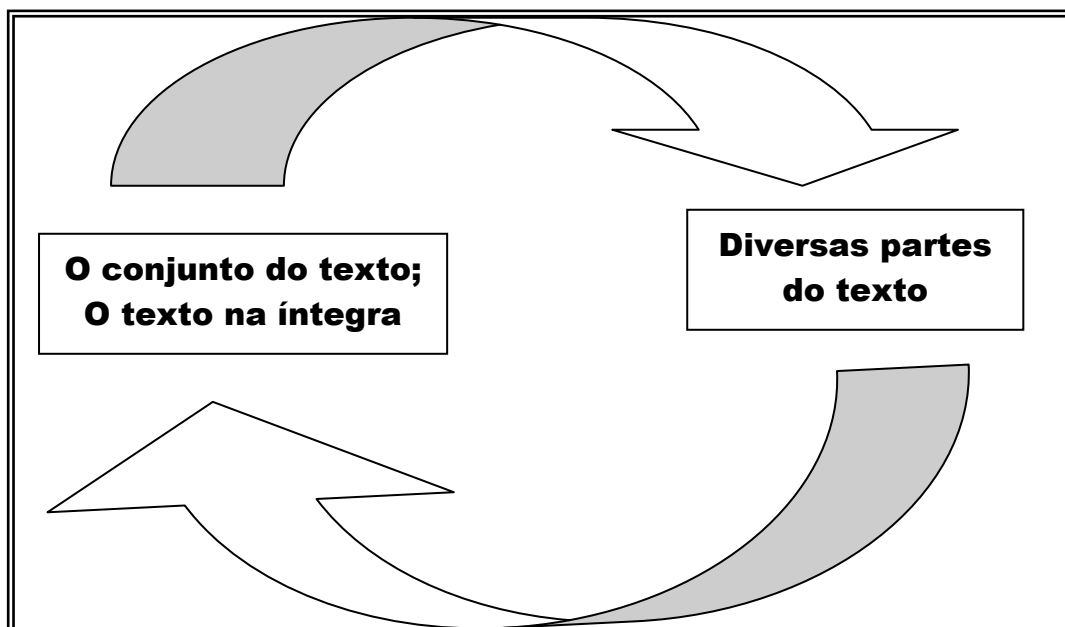 O conjunto do texto;
O texto na íntegra
Diversas partes
do texto